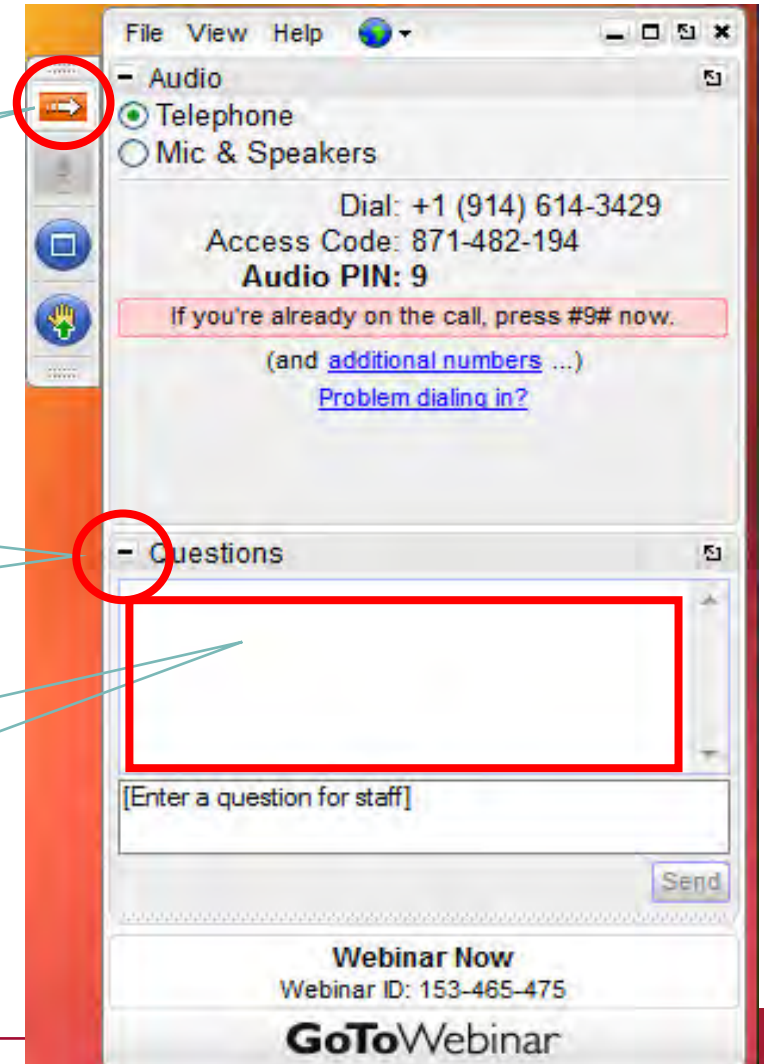 File View Help
Audio
Telephone
Mic & Speakers
Dial: +1 (914) 614-3429
Access Code: 871-482-194
Audio PIN: 9
If you're already on the call, press #9# now.
(and additional numbers ...)
Problem dialing in?
Questions
[Enter a question for staff]
Send
Webinar Now
Webinar ID: 153-465-475
GoToWebinar